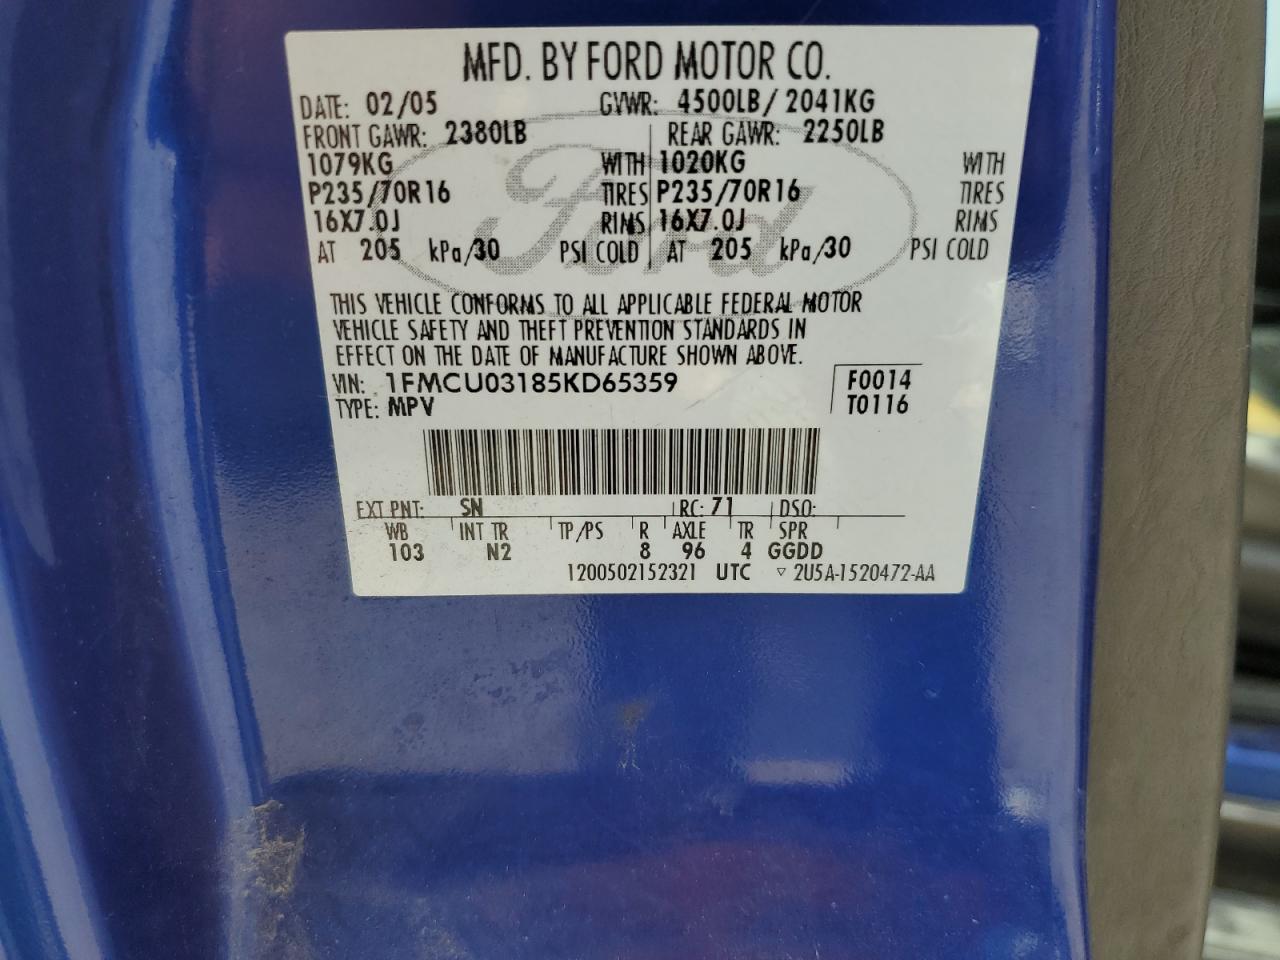 MFD. BY FORD MOTOR CO.
DATE: 02/05 GVWR: 4500LB/ 2041KG
FRONT GAWR: 2380LB REAR GAWR: 2250LB
1079KG WITH 1020KG WITH
P235/70R16 TIRES P235/70R16 TIRES
16X7.0J RIMS 16X7.0J RIMS
AT 205 kPa/30 PSI COLD AT 205 kPa/30 PSI COLD
Ford
THIS VEHICLE CONFORMS TO ALL APPLICABLE FEDERAL MOTOR
VEHICLE SAFETY AND THEFT PREVENTION STANDARDS IN
EFFECT ON THE DATE OF MANUFACTURE SHOWN ABOVE.
VIN: 1FMCU03185KD65359 F0014
TYPE: MPV T0116
EXT PNT: SN RC: 71 DSO:
WB INT TR TP/PS R AXLE TR SPR
103 N2 8 96 4 GGDD
1200502152321 UTC ▽ 2U5A-1520472-AA